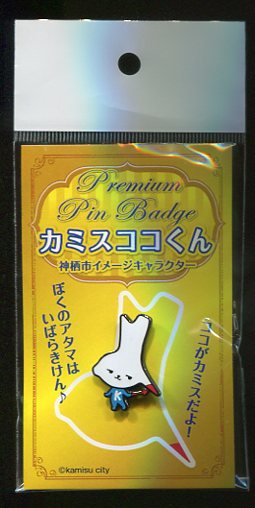 Premium
Pin Badge
カミスココくん
神栖市イメージキャラクター
ぼくのアタマは
いばらきけん♪
ココがカミスだよ!
K
©kamisu city